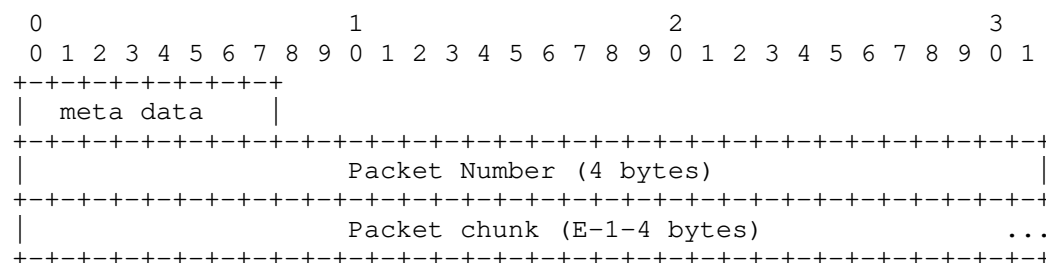 0                   1                   2                   3
 0 1 2 3 4 5 6 7 8 9 0 1 2 3 4 5 6 7 8 9 0 1 2 3 4 5 6 7 8 9 0 1
+-+-+-+-+-+-+-+-+
|  meta data    |
+-+-+-+-+-+-+-+-+-+-+-+-+-+-+-+-+-+-+-+-+-+-+-+-+-+-+-+-+-+-+-+-+
|                    Packet Number (4 bytes)                    |
+-+-+-+-+-+-+-+-+-+-+-+-+-+-+-+-+-+-+-+-+-+-+-+-+-+-+-+-+-+-+-+-+
|                    Packet chunk (E-1-4 bytes)               ...
+-+-+-+-+-+-+-+-+-+-+-+-+-+-+-+-+-+-+-+-+-+-+-+-+-+-+-+-+-+-+-+-+